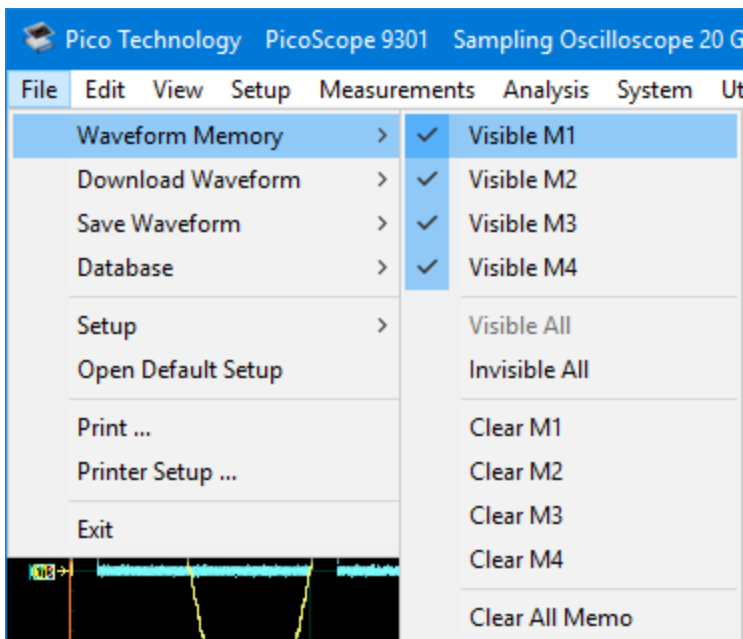 Pico Technology PicoScope 9301 Sampling Oscilloscope 20 G
File Edit View Setup Measurements Analysis System Ut
Waveform Memory
Download Waveform
Save Waveform
Database
Setup
Open Default Setup
Print ...
Printer Setup ...
Exit
Visible M1
Visible M2
Visible M3
Visible M4
Visible All
Invisible All
Clear M1
Clear M2
Clear M3
Clear M4
Clear All Memo